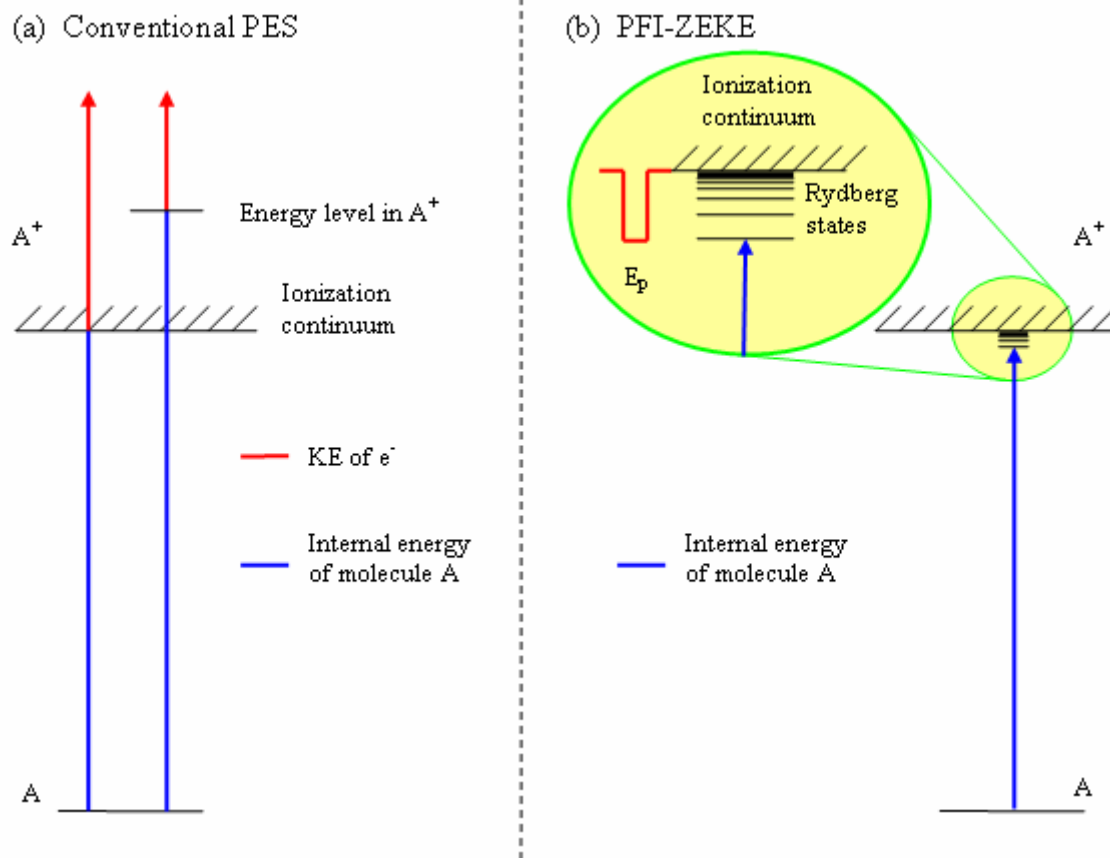 (a) Conventional PES
A⁺
Energy level in A⁺
Ionization
continuum
KE of e⁻
Internal energy
of molecule A
A
(b) PFI-ZEKE
Ionization
continuum
Rydberg
states
Eₚ
A⁺
Internal energy
of molecule A
A